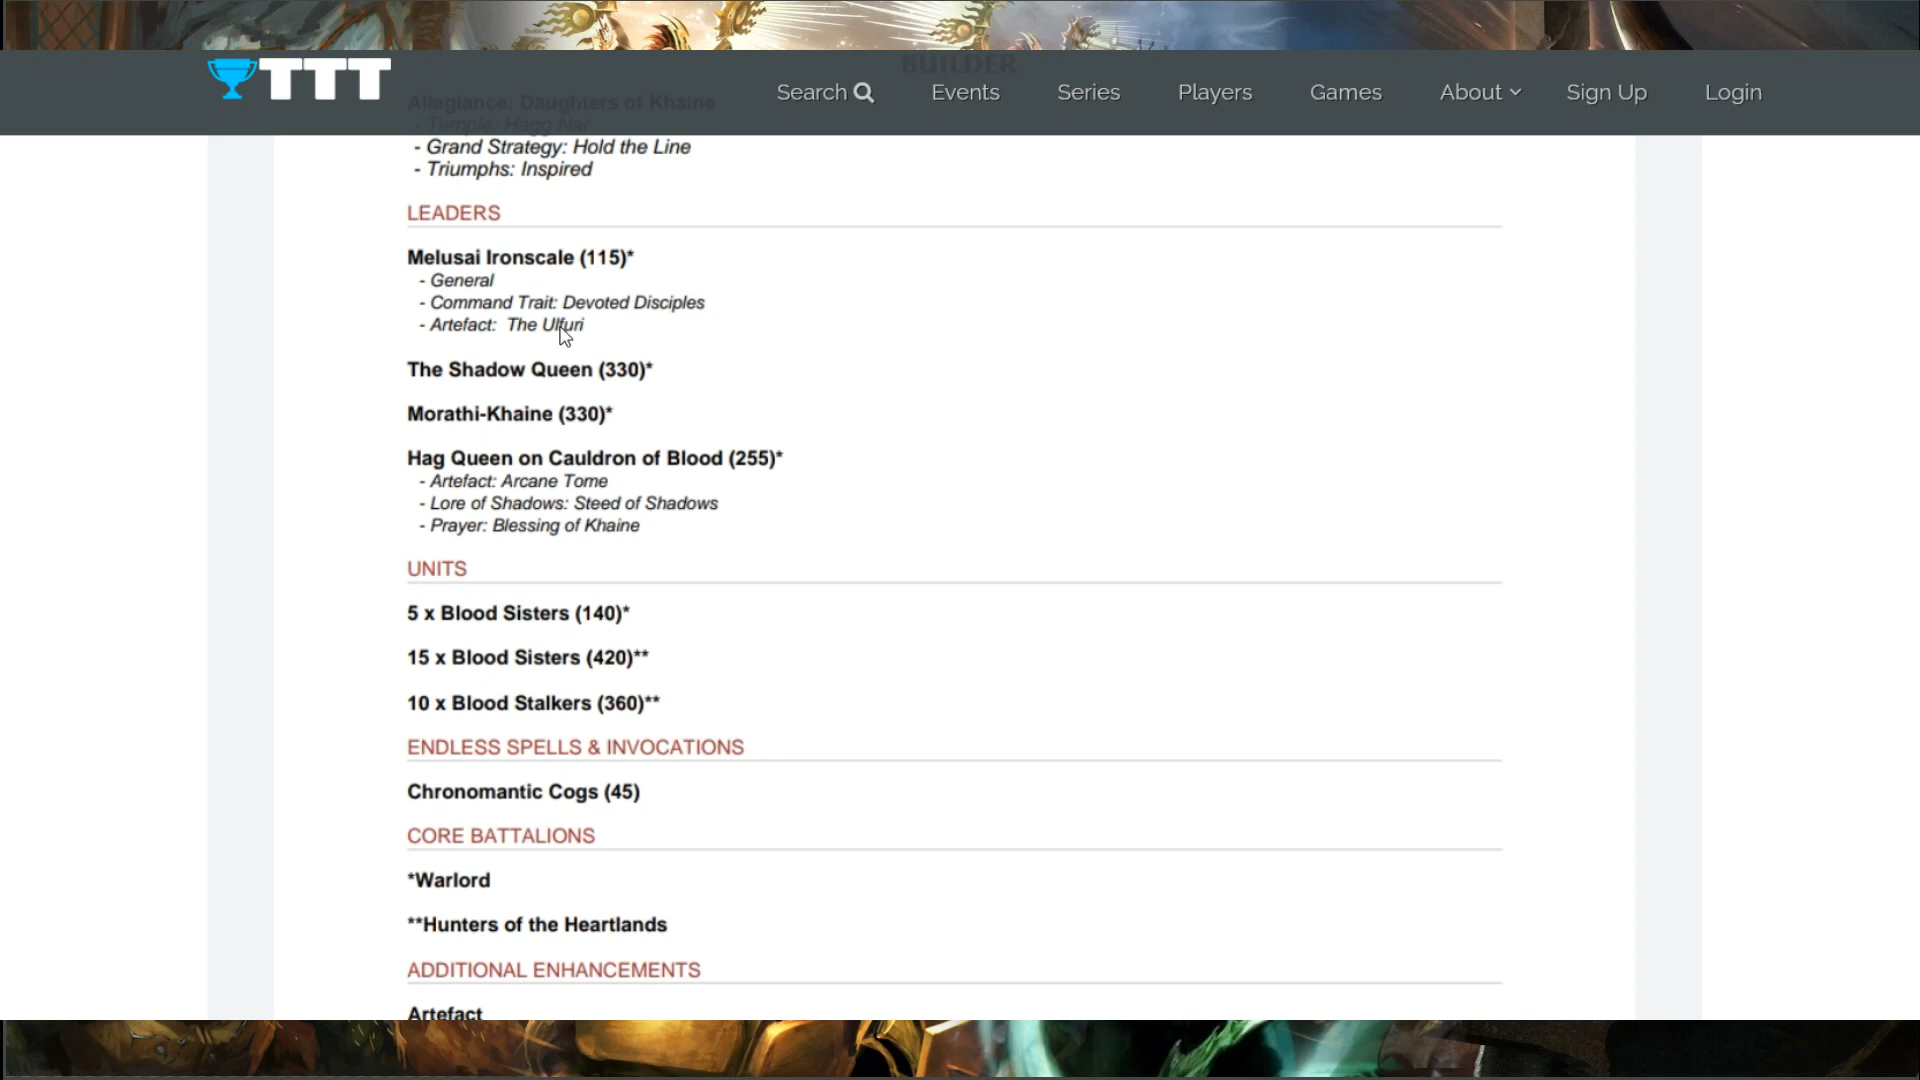 BUILDER
TTT
Search
Events
Series
Players
Games
About
Sign Up
Login
Allegiance: Daughters of Khaine
- Temple: Hagg Nar
- Grand Strategy: Hold the Line
- Triumphs: Inspired
LEADERS
Melusai Ironscale (115)*
- General
- Command Trait: Devoted Disciples
- Artefact: The Ulfuri
The Shadow Queen (330)*
Morathi-Khaine (330)*
Hag Queen on Cauldron of Blood (255)*
- Artefact: Arcane Tome
- Lore of Shadows: Steed of Shadows
- Prayer: Blessing of Khaine
UNITS
5 x Blood Sisters (140)*
15 x Blood Sisters (420)**
10 x Blood Stalkers (360)**
ENDLESS SPELLS & INVOCATIONS
Chronomantic Cogs (45)
CORE BATTALIONS
*Warlord
**Hunters of the Heartlands
ADDITIONAL ENHANCEMENTS
Artefact